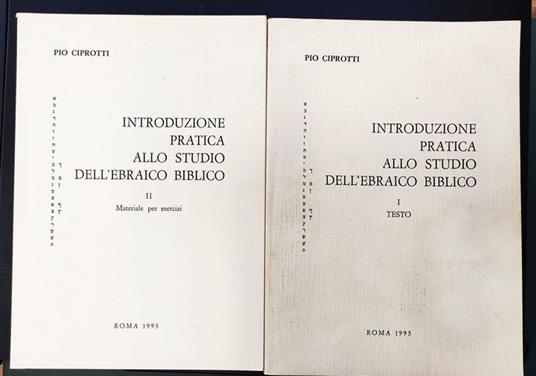 PIO CIPROTTI
INTRODUZIONE
PRATICA
ALLO STUDIO
DELL'EBRAICO BIBLICO
II
Materiale per esercizi
ROMA 1993
PIO CIPROTTI
INTRODUZIONE
PRATICA
ALLO STUDIO
DELL'EBRAICO BIBLICO
I
TESTO
ROMA 1993